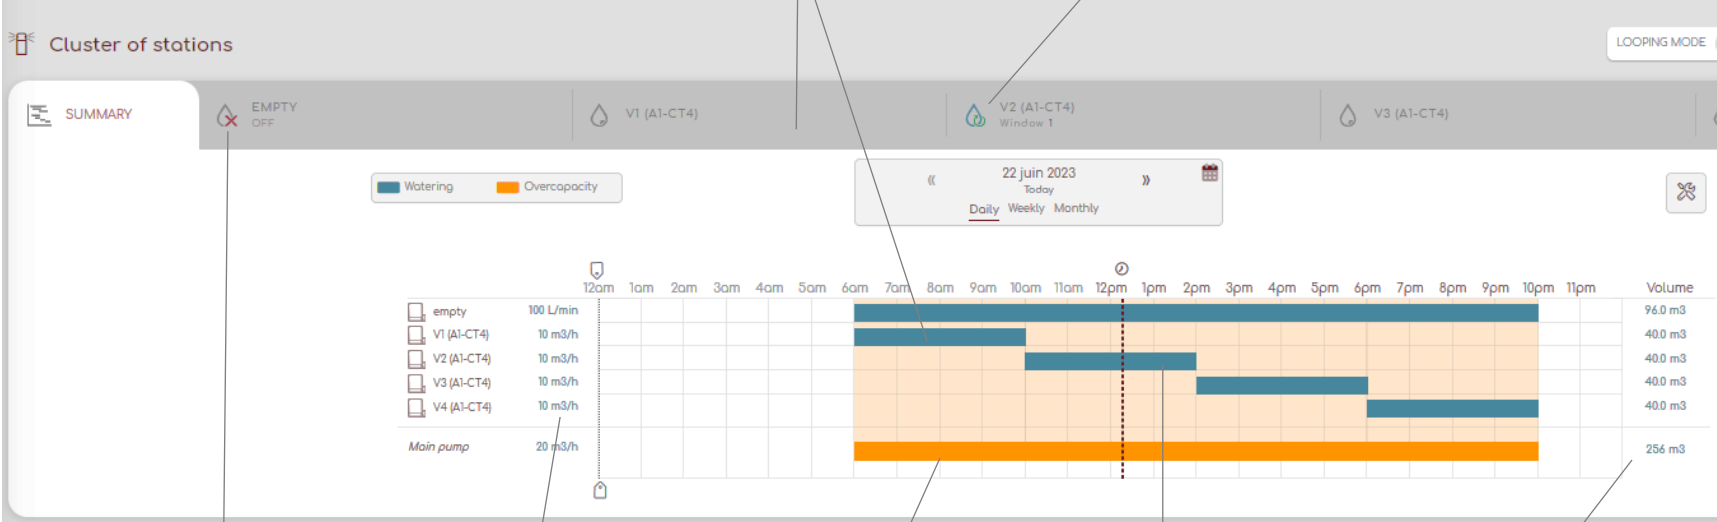 Cluster of stations
LOOPING MODE
SUMMARY
EMPTY
OFF
V1 (A1-CT4)
V2 (A1-CT4)
Window 1
V3 (A1-CT4)
Watering
Overcapacity
« 22 juin 2023 »
Today
Daily Weekly Monthly
12am 1am 2am 3am 4am 5am 6am 7am 8am 9am 10am 11am 12pm 1pm 2pm 3pm 4pm 5pm 6pm 7pm 8pm 9pm 10pm 11pm Volume
empty 100 L/min 96.0 m3
V1 (A1-CT4) 10 m3/h 40.0 m3
V2 (A1-CT4) 10 m3/h 40.0 m3
V3 (A1-CT4) 10 m3/h 40.0 m3
V4 (A1-CT4) 10 m3/h 40.0 m3
Main pump 20 m3/h 256 m3